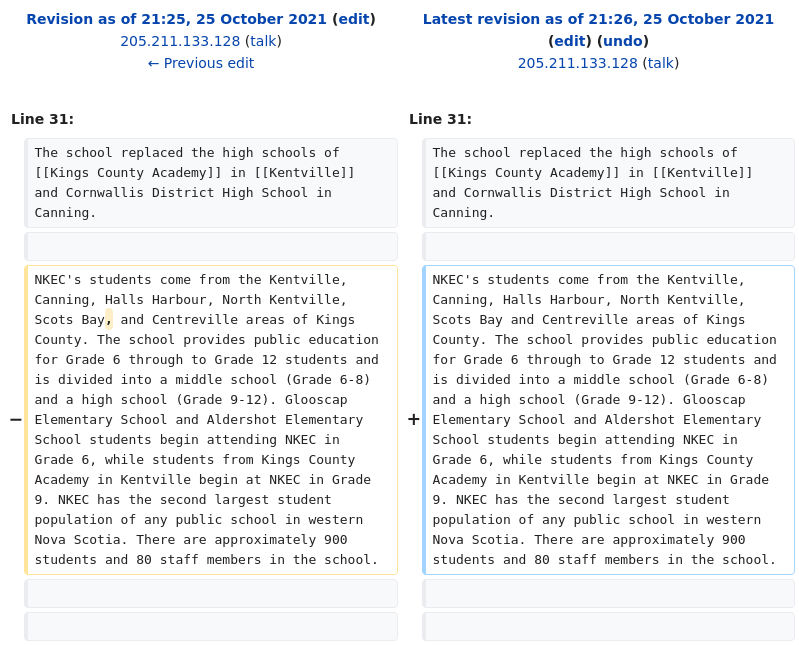 Revision as of 21:25, 25 October 2021 (edit)
205.211.133.128 (talk)
← Previous edit
Line 31:
The school replaced the high schools of
[[Kings County Academy]] in [[Kentville]]
and Cornwallis District High School in
Canning.
−
NKEC's students come from the Kentville,
Canning, Halls Harbour, North Kentville,
Scots Bay, and Centreville areas of Kings
County. The school provides public education
for Grade 6 through to Grade 12 students and
is divided into a middle school (Grade 6-8)
and a high school (Grade 9-12). Glooscap
Elementary School and Aldershot Elementary
School students begin attending NKEC in
Grade 6, while students from Kings County
Academy in Kentville begin at NKEC in Grade
9. NKEC has the second largest student
population of any public school in western
Nova Scotia. There are approximately 900
students and 80 staff members in the school.
Latest revision as of 21:26, 25 October 2021
(edit) (undo)
205.211.133.128 (talk)
Line 31:
The school replaced the high schools of
[[Kings County Academy]] in [[Kentville]]
and Cornwallis District High School in
Canning.
+
NKEC's students come from the Kentville,
Canning, Halls Harbour, North Kentville,
Scots Bay and Centreville areas of Kings
County. The school provides public education
for Grade 6 through to Grade 12 students and
is divided into a middle school (Grade 6-8)
and a high school (Grade 9-12). Glooscap
Elementary School and Aldershot Elementary
School students begin attending NKEC in
Grade 6, while students from Kings County
Academy in Kentville begin at NKEC in Grade
9. NKEC has the second largest student
population of any public school in western
Nova Scotia. There are approximately 900
students and 80 staff members in the school.